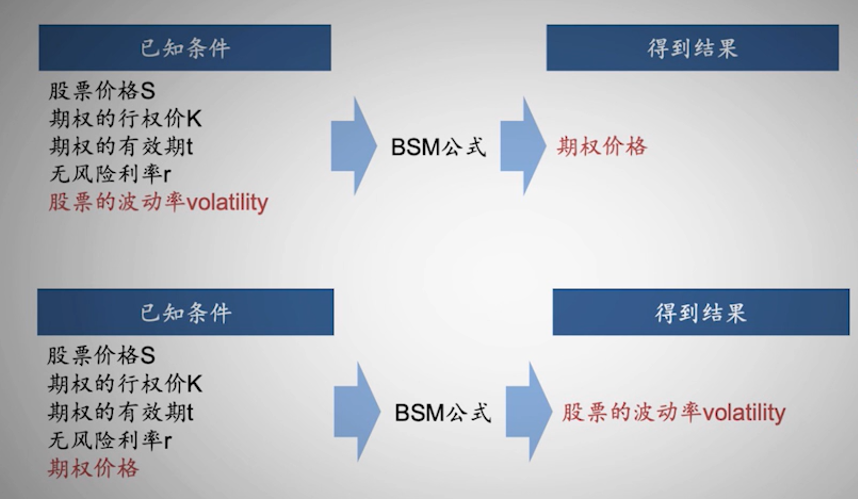 已知条件
得到结果
股票价格S
期权的行权价K
期权的有效期t
无风险利率r
股票的波动率volatility
BSM公式
期权价格
已知条件
得到结果
股票价格S
期权的行权价K
期权的有效期t
无风险利率r
期权价格
BSM公式
股票的波动率volatility